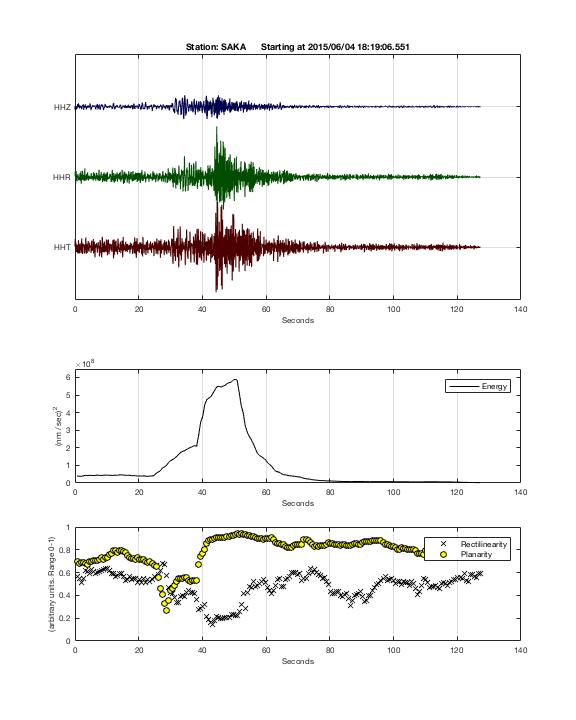 Station: SAKA Starting at 2015/06/04 18:19:06.551
HHZ
HHR
HHT
0 20 40 60 80 100 120 140
Seconds
×10⁸
6
5
4
3
2
1
0
(nm / sec)²
Energy
0 20 40 60 80 100 120 140
Seconds
1
0.8
0.6
0.4
0.2
0
(arbitrary units. Range 0-1)
Rectilinearity
Planarity
0 20 40 60 80 100 120 140
Seconds